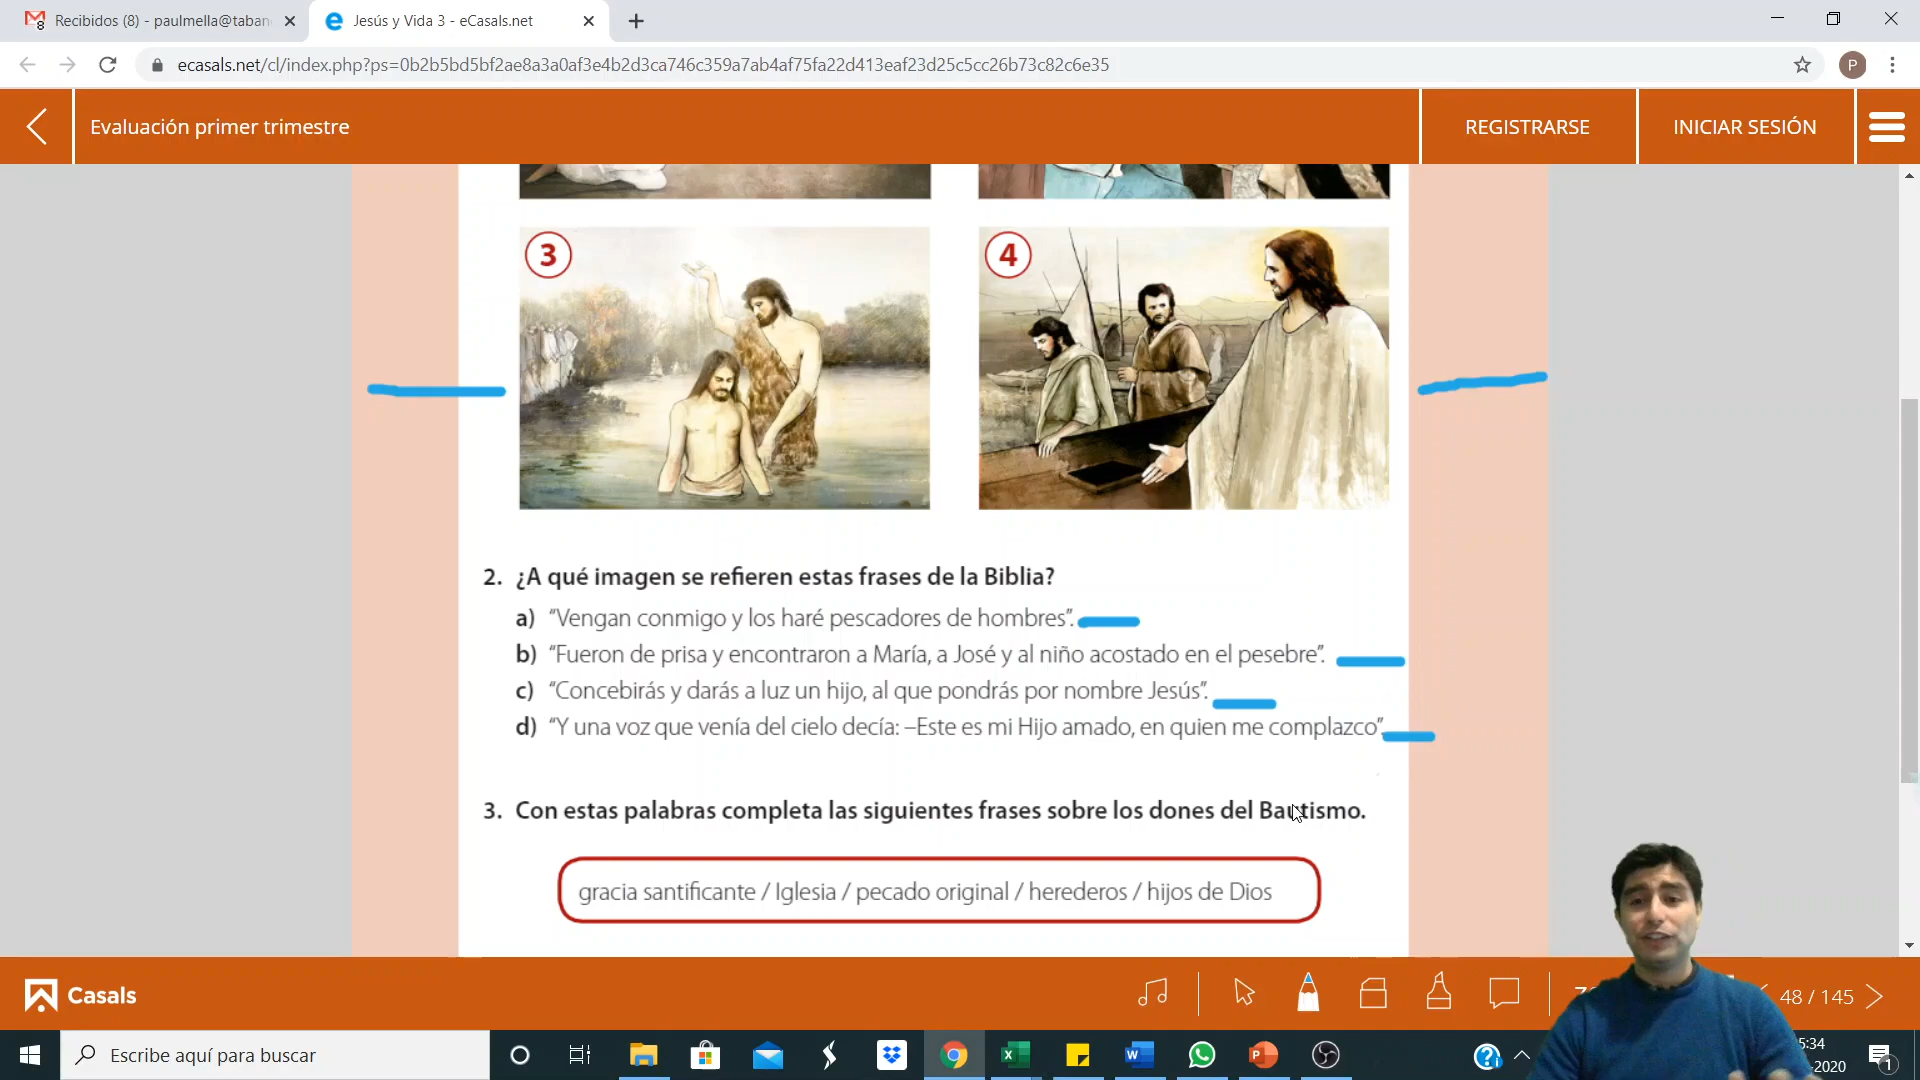 Recibidos (8) - paulmella@taban
Jesús y Vida 3 - eCasals.net
ecasals.net/cl/index.php?ps=0b2b5bd5bf2ae8a3a0af3e4b2d3ca746c359a7ab4af75fa22d413eaf23d25c5cc26b73c82c6e35
P
Evaluación primer trimestre
REGISTRARSE
INICIAR SESIÓN
3
4
2. ¿A qué imagen se refieren estas frases de la Biblia?
a) “Vengan conmigo y los haré pescadores de hombres”.
b) “Fueron de prisa y encontraron a María, a José y al niño acostado en el pesebre”.
c) “Concebirás y darás a luz un hijo, al que pondrás por nombre Jesús”.
d) “Y una voz que venía del cielo decía: –Este es mi Hijo amado, en quien me complazco”
3. Con estas palabras completa las siguientes frases sobre los dones del Bautismo.
gracia santificante / Iglesia / pecado original / herederos / hijos de Dios
Casals
48 / 145
Escribe aquí para buscar
5:34
-2020
1